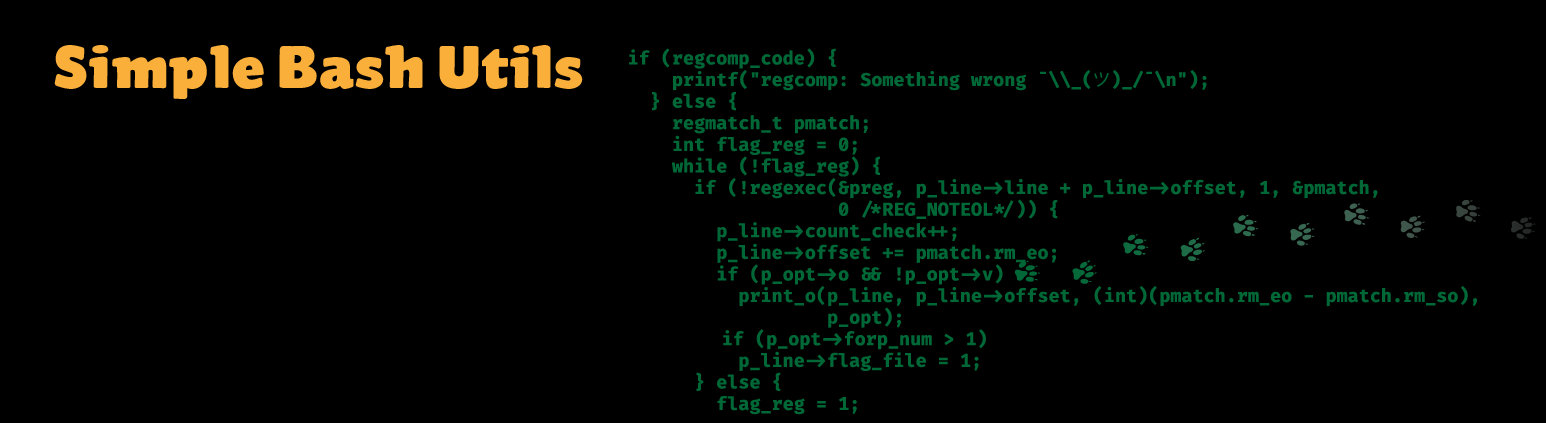 Simple Bash Utils
if (regcomp_code) {
    printf("regcomp: Something wrong ¯\\_(ツ)_/¯\n");
  } else {
    regmatch_t pmatch;
    int flag_reg = 0;
    while (!flag_reg) {
      if (!regexec(&preg, p_line->line + p_line->offset, 1, &pmatch,
                   0 /*REG_NOTEOL*/)) {
        p_line->count_check++;
        p_line->offset += pmatch.rm_eo;
        if (p_opt->o && !p_opt->v)
          print_o(p_line, p_line->offset, (int)(pmatch.rm_eo - pmatch.rm_so),
                  p_opt);
        if (p_opt->forp_num > 1)
          p_line->flag_file = 1;
      } else {
        flag_reg = 1;